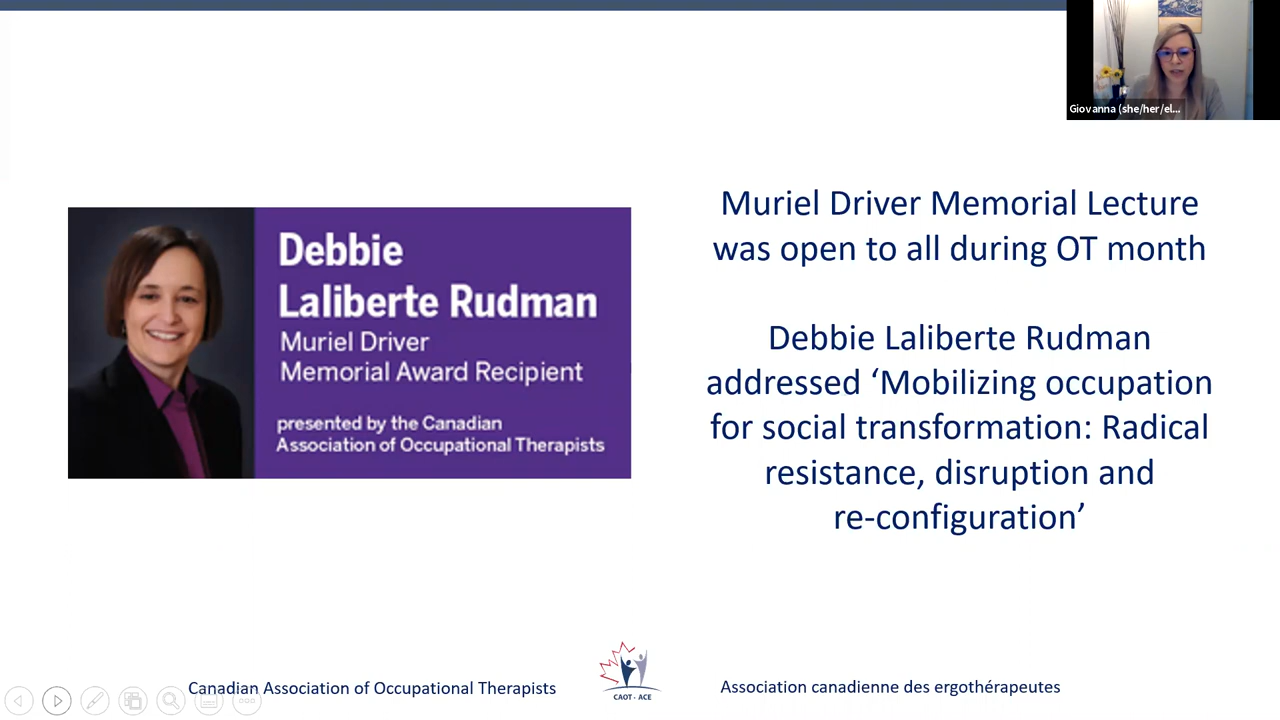 Giovanna (she/her/el...
Debbie
Laliberte Rudman
Muriel Driver
Memorial Award Recipient
presented by the Canadian
Association of Occupational Therapists
Muriel Driver Memorial Lecture
was open to all during OT month
Debbie Laliberte Rudman
addressed ‘Mobilizing occupation
for social transformation: Radical
resistance, disruption and
re-configuration’
Canadian Association of Occupational Therapists
CAOT - ACE
Association canadienne des ergothérapeutes